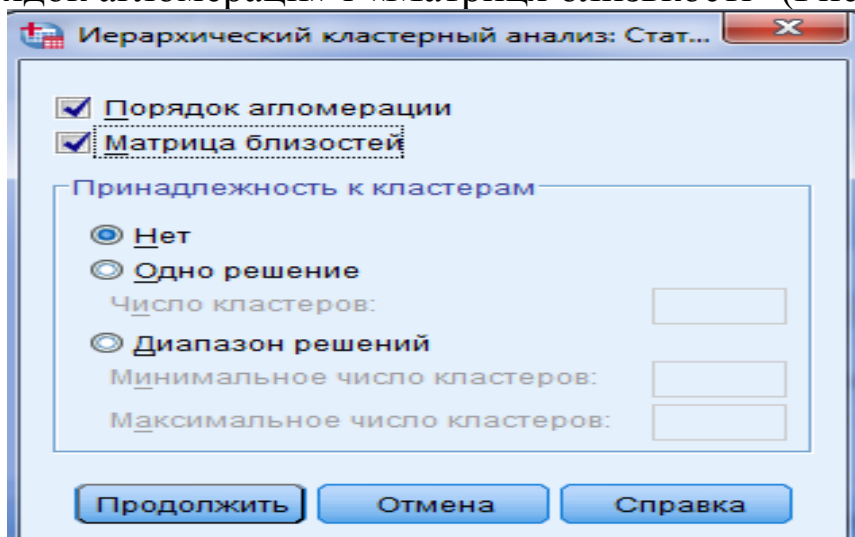 агломерации
Иерархический кластерный анализ: Стат...
Порядок агломерации
Матрица близостей
Принадлежность к кластерам
Нет
Одно решение
Число кластеров:
Диапазон решений
Минимальное число кластеров:
Максимальное число кластеров:
Продолжить Отмена Справка